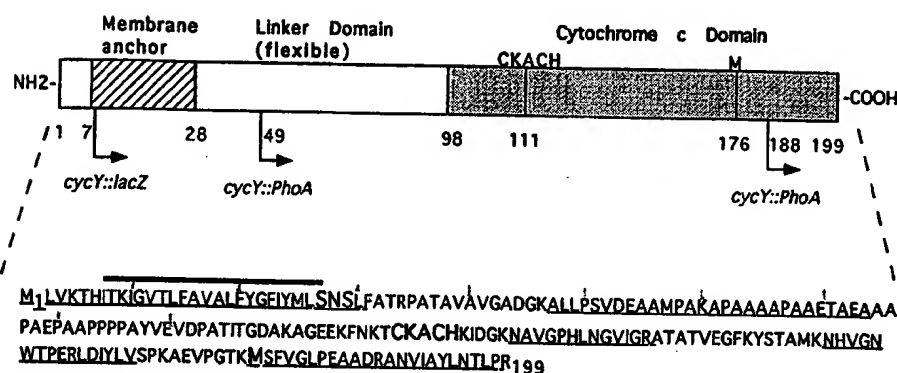 Membrane anchor
Linker Domain (flexible)
Cytochrome c Domain
CKACH
M
NH2-
-COOH
1 7 28 49 98 111 176 188 199
cycY::lacZ
cycY::PhoA
cycY::PhoA
M1LVKTHITKIGVTLFAVALFYGFIYMLSNSLFATRPATAVAVGADGKALLPSVDEAAMPAKAPAAAAPAAETAEAAA
PAEPAAPPPPAYVEVDPATITGDAKAGEEKFNKTCKACHKIDGKNAVGPHLNGVIGRATATVEGFKYSTAMKNHVGN
WTPERLDIYLVSPKAEVPGTKMSFVGLPEAADRANVIAYLNTLPR199